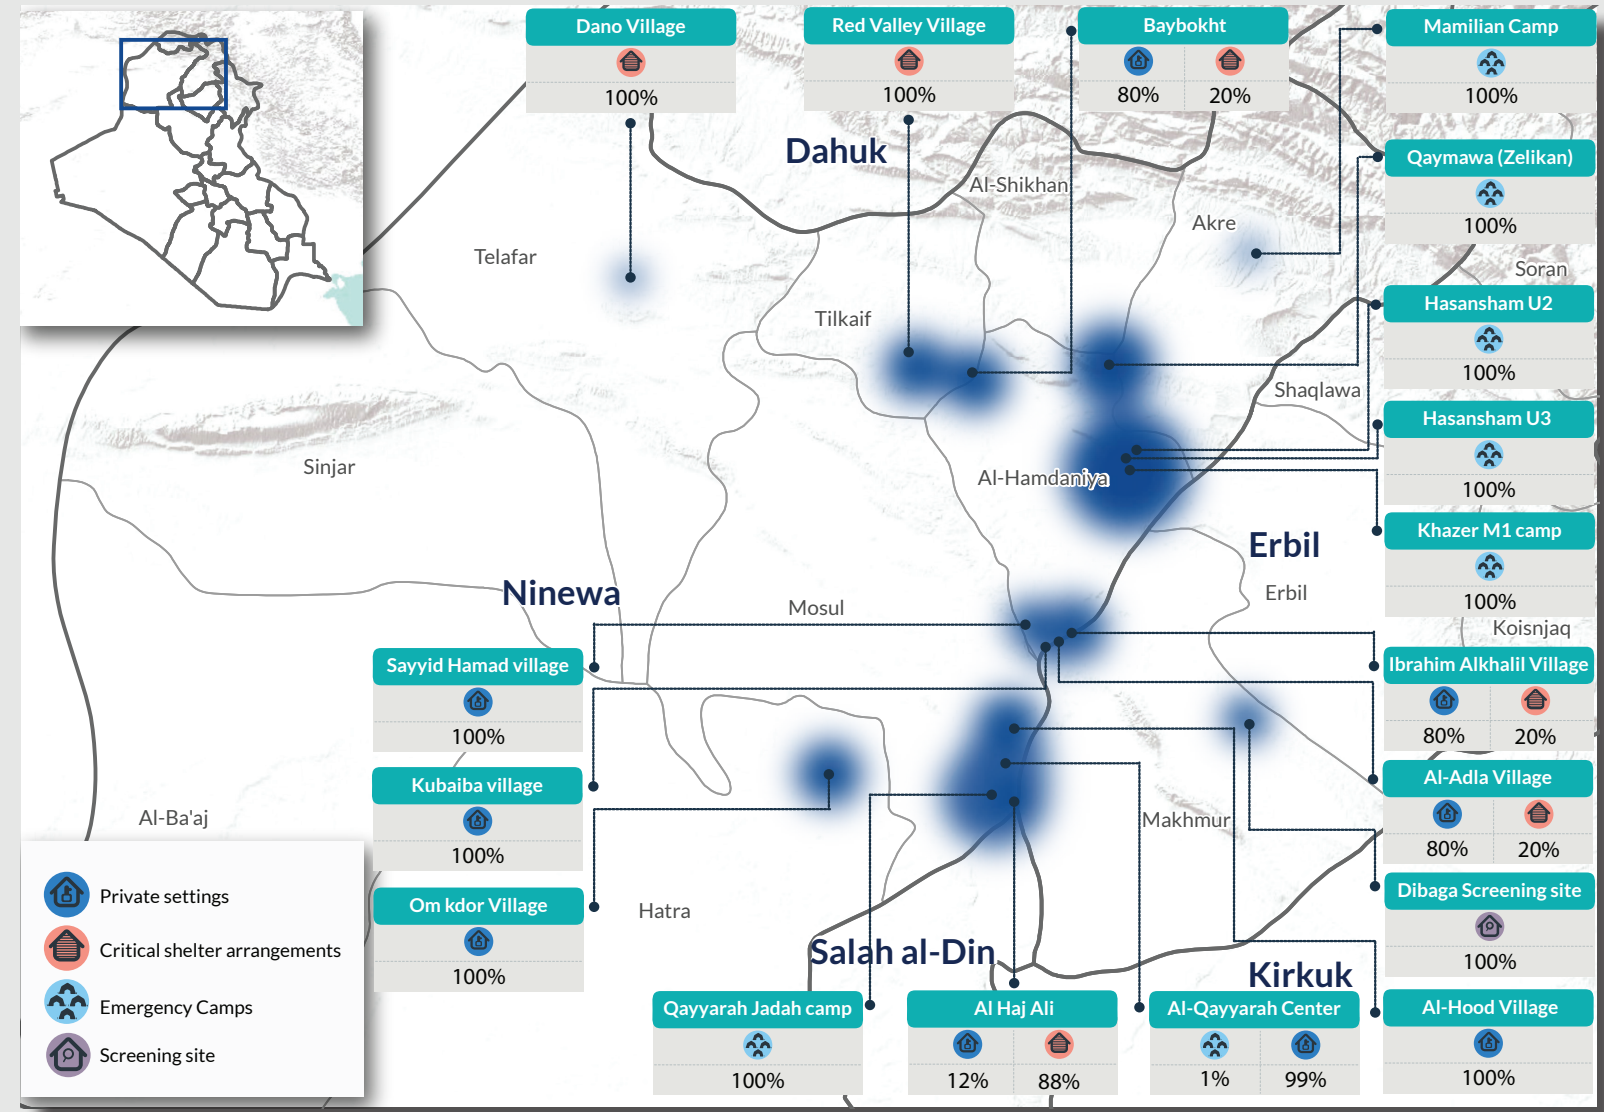 Dano Village
100%
Red Valley Village
100%
Baybokht
80% 20%
Mamilian Camp
100%
Qaymawa (Zelikan)
100%
Hasansham U2
100%
Hasansham U3
100%
Khazer M1 camp
100%
Dahuk
Al-Shikhan
Akre
Telafar
Soran
Tilkaif
Shaqlawa
Sinjar
Al-Hamdaniya
Erbil
Ninewa
Mosul
Erbil
Koisnjaq
Sayyid Hamad village
100%
Ibrahim Alkhalil Village
80% 20%
Kubaiba village
100%
Al-Adla Village
80% 20%
Al-Ba'aj
Makhmur
Om kdor Village
100%
Dibaga Screening site
100%
Hatra
Salah al-Din
Kirkuk
Private settings
Critical shelter arrangements
Emergency Camps
Screening site
Qayyarah Jadah camp
100%
Al Haj Ali
12% 88%
Al-Qayyarah Center
1% 99%
Al-Hood Village
100%